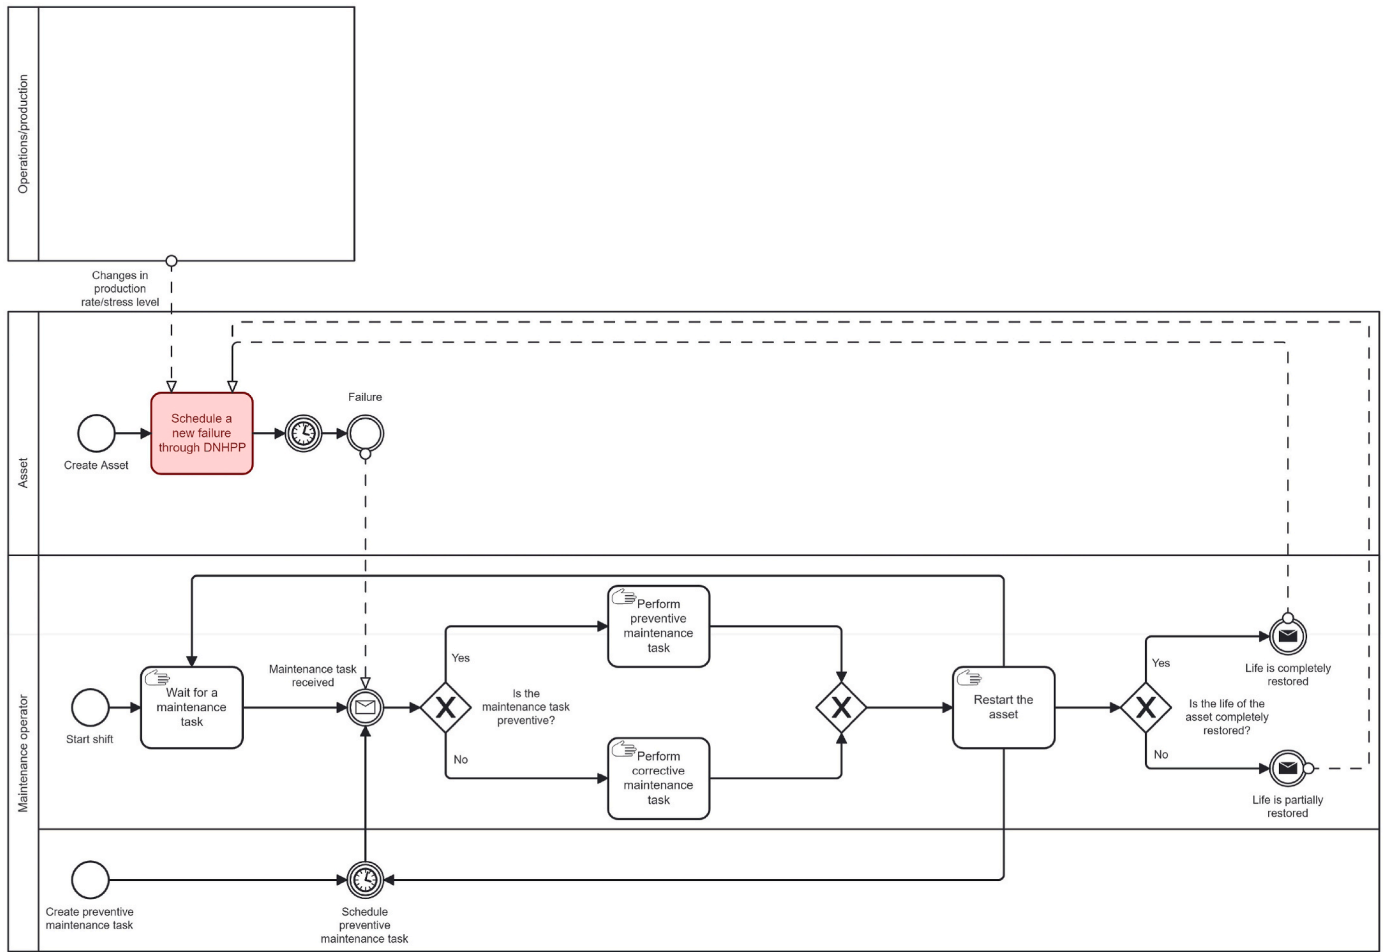 Operations/production
Changes in
production
rate/stress level
Asset
Create Asset
Schedule a
new failure
through DNHPP
Failure
Maintenance operator
Start shift
Wait for a
maintenance
task
Maintenance task
received
Yes
Is the
maintenance task
preventive?
No
Perform
preventive
maintenance
task
Perform
corrective
maintenance
task
Restart the
asset
Yes
Is the life of the
asset completely
restored?
No
Life is completely
restored
Life is partially
restored
Create preventive
maintenance task
Schedule
preventive
maintenance task